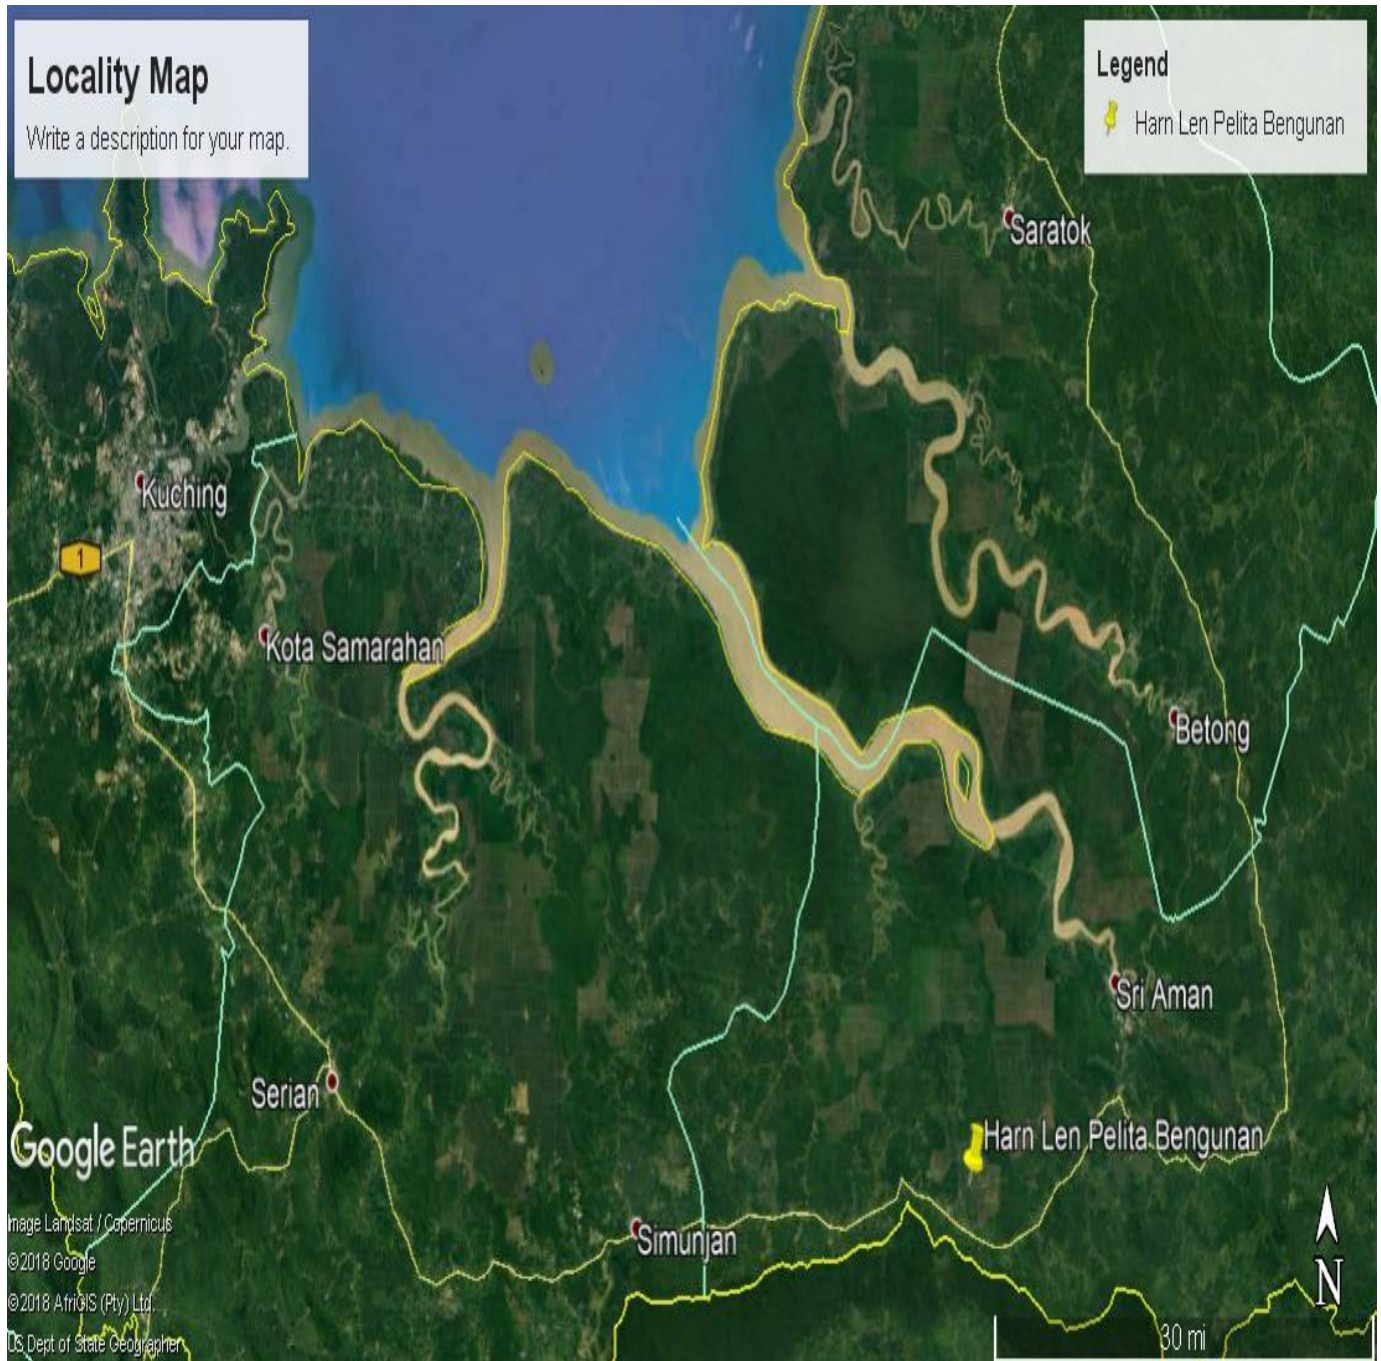 Locality Map
Write a description for your map.
Legend
Harn Len Pelita Bengunan
Saratok
Kuching
1
Kota Samarahan
Betong
Sri Aman
Serian
Harn Len Pelita Bengunan
Google Earth
Simunjan
Image Landsat / Copernicus
© 2018 Google
© 2018 AfriGIS (Pty) Ltd.
US Dept of State Geographer
N
30 mi